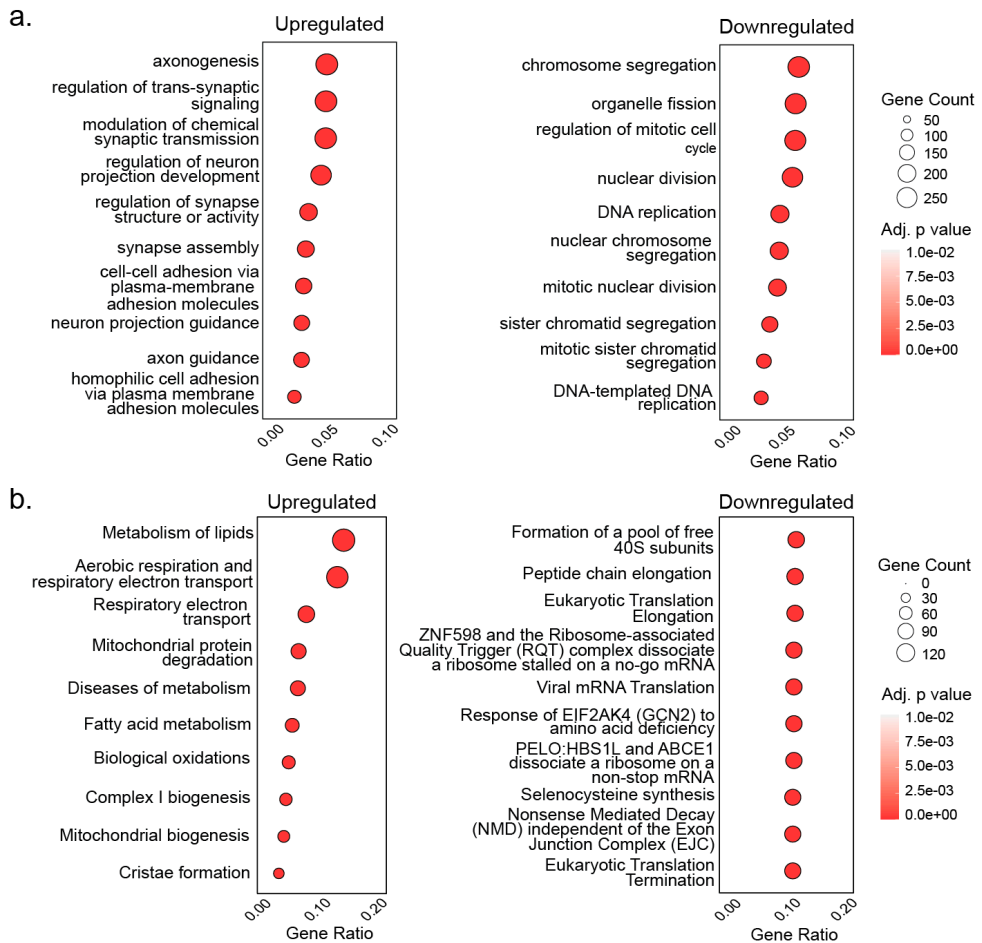 a.
Upregulated
axonogenesis
regulation of trans-synaptic
signaling
modulation of chemical
synaptic transmission
regulation of neuron
projection development
regulation of synapse
structure or activity
synapse assembly
cell-cell adhesion via
plasma-membrane
adhesion molecules
neuron projection guidance
axon guidance
homophilic cell adhesion
via plasma membrane
adhesion molecules
0.00
0.05
0.10
Gene Ratio
Downregulated
chromosome segregation
organelle fission
regulation of mitotic cell
cycle
nuclear division
DNA replication
nuclear chromosome
segregation
mitotic nuclear division
sister chromatid segregation
mitotic sister chromatid
segregation
DNA-templated DNA
replication
0.00
0.05
0.10
Gene Ratio
Gene Count
50
100
150
200
250
Adj. p value
1.0e-02
7.5e-03
5.0e-03
2.5e-03
0.0e+00
b.
Upregulated
Metabolism of lipids
Aerobic respiration and
respiratory electron transport
Respiratory electron
transport
Mitochondrial protein
degradation
Diseases of metabolism
Fatty acid metabolism
Biological oxidations
Complex I biogenesis
Mitochondrial biogenesis
Cristae formation
0.00
0.10
0.20
Gene Ratio
Downregulated
Formation of a pool of free
40S subunits
Peptide chain elongation
Eukaryotic Translation
Elongation
ZNF598 and the Ribosome-associated
Quality Trigger (RQT) complex dissociate
a ribosome stalled on a no-go mRNA
Viral mRNA Translation
Response of EIF2AK4 (GCN2) to
amino acid deficiency
PELO:HBS1L and ABCE1
dissociate a ribosome on a
non-stop mRNA
Selenocysteine synthesis
Nonsense Mediated Decay
(NMD) independent of the Exon
Junction Complex (EJC)
Eukaryotic Translation
Termination
0.00
0.10
0.20
Gene Ratio
Gene Count
0
30
60
90
120
Adj. p value
1.0e-02
7.5e-03
5.0e-03
2.5e-03
0.0e+00